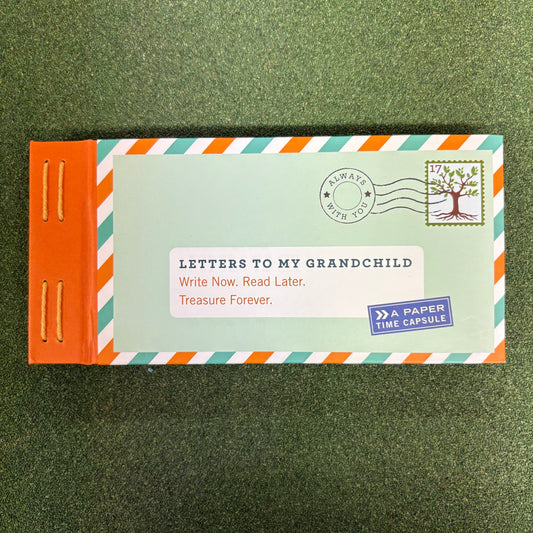 ALWAYS
WITH YOU
17
LETTERS TO MY GRANDCHILD
Write Now. Read Later.
Treasure Forever.
A PAPER
TIME CAPSULE